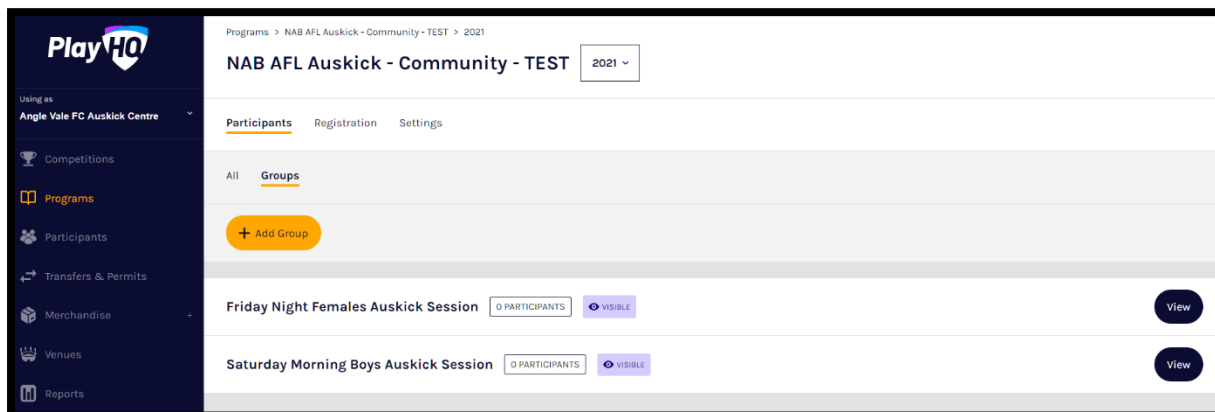 PlayHQ
Using as
Angle Vale FC Auskick Centre
Competitions
Programs
Participants
Transfers & Permits
Merchandise +
Venues
Reports
Programs > NAB AFL Auskick - Community - TEST > 2021
NAB AFL Auskick - Community - TEST 2021
Participants Registration Settings
All Groups
+ Add Group
Friday Night Females Auskick Session 0 PARTICIPANTS VISIBLE View
Saturday Morning Boys Auskick Session 0 PARTICIPANTS VISIBLE View